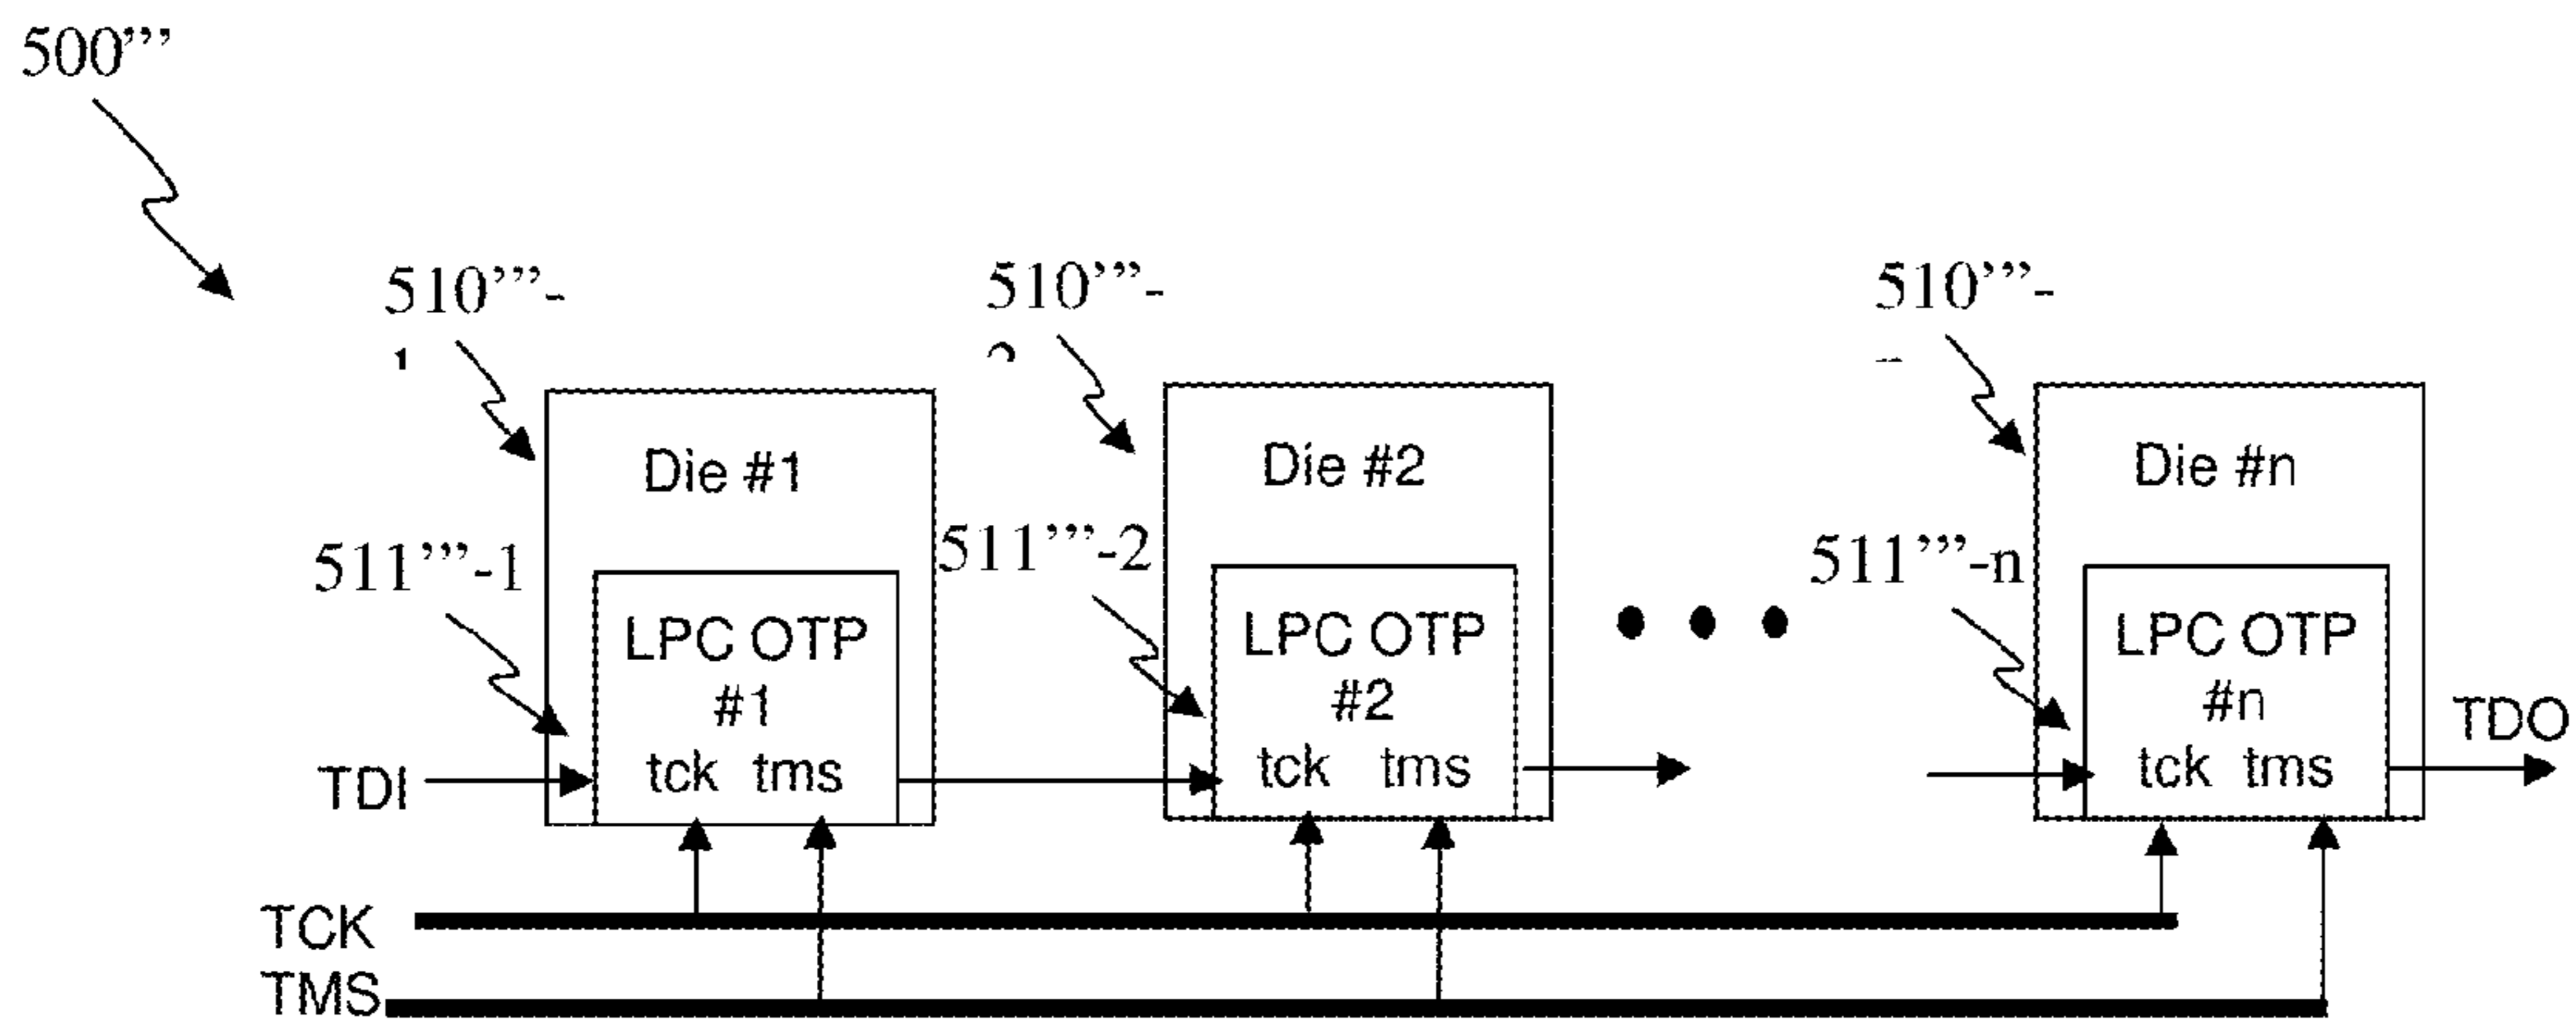 500’’’
510’’’-
1
510’’’-
510’’’-
Die #1
Die #2
Die #n
511’’’-1
511’’’-2
511’’’-n
LPC OTP
#1
tck tms
LPC OTP
#2
tck tms
LPC OTP
#n
tck tms
TDI
TDO
TCK
TMS